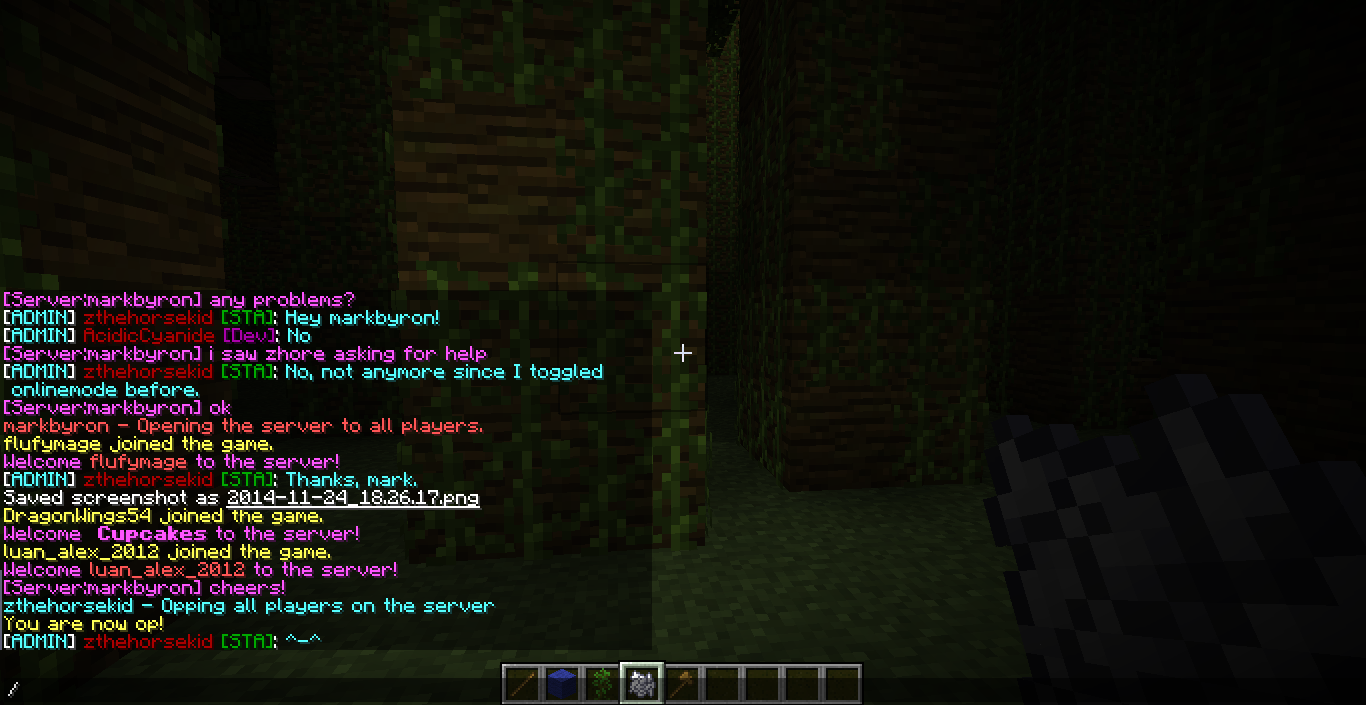 [Server:markbyron] any problems?
[ADMIN] zthehorsekid [STA]: Hey markbyron!
[ADMIN] AcidicCyanide [Dev]: No
[Server:markbyron] i saw zhore asking for help
[ADMIN] zthehorsekid [STA]: No, not anymore since I toggled
onlinemode before.
[Server:markbyron] ok
markbyron - Opening the server to all players.
flufymage joined the game.
Welcome flufymage to the server!
[ADMIN] zthehorsekid [STA]: Thanks, mark.
Saved screenshot as 2014-11-24_18.26.17.png
DragonWings54 joined the game.
Welcome Cupcakes to the server!
luan_alex_2012 joined the game.
Welcome luan_alex_2012 to the server!
[Server:markbyron] cheers!
zthehorsekid - Opping all players on the server
You are now op!
[ADMIN] zthehorsekid [STA]: ^-^
/